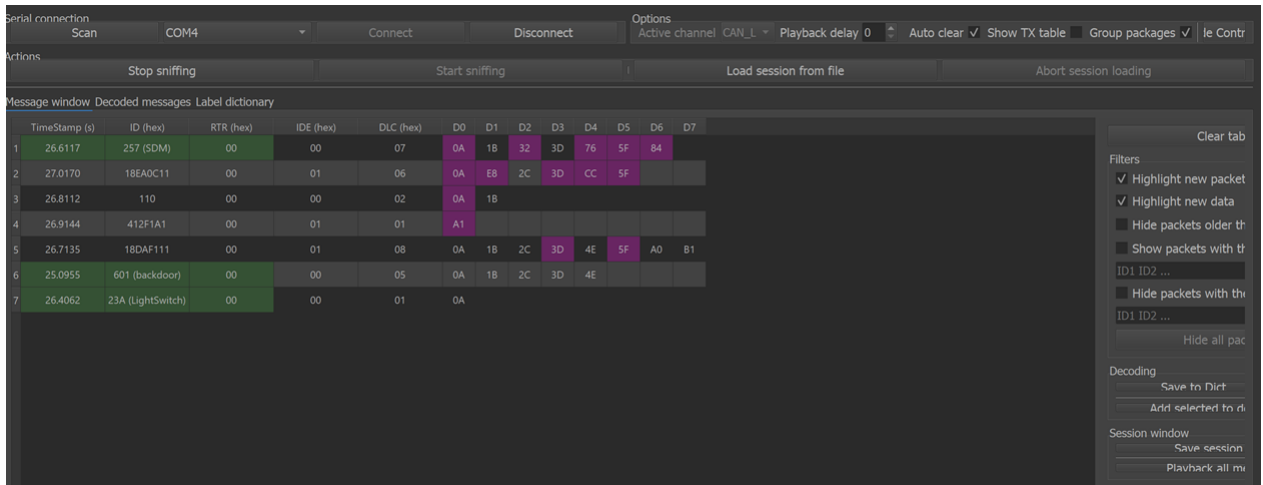 Serial connection
Options
Scan COM4 Connect Disconnect Active channel CAN_L Playback delay 0 Auto clear Show TX table Group packages le Contr
Actions
Stop sniffing Start sniffing Load session from file Abort session loading
Message window Decoded messages Label dictionary
TimeStamp (s) ID (hex) RTR (hex) IDE (hex) DLC (hex) D0 D1 D2 D3 D4 D5 D6 D7
1 26.6117 257 (SDM) 00 00 07 0A 1B 32 3D 76 5F 84
2 27.0170 18EA0C11 00 01 06 0A E8 2C 3D CC 5F
3 26.8112 110 00 00 02 0A 1B
4 26.9144 412F1A1 00 01 01 A1
5 26.7135 18DAF111 00 01 08 0A 1B 2C 3D 4E 5F A0 B1
6 25.0955 601 (backdoor) 00 00 05 0A 1B 2C 3D 4E
7 26.4062 23A (LightSwitch) 00 00 01 0A
Clear tab
Filters
Highlight new packet
Highlight new data
Hide packets older th
Show packets with th
ID1 ID2 ...
Hide packets with the
ID1 ID2 ...
Hide all pac
Decoding
Save to Dict
Add selected to d
Session window
Save session
Playback all me